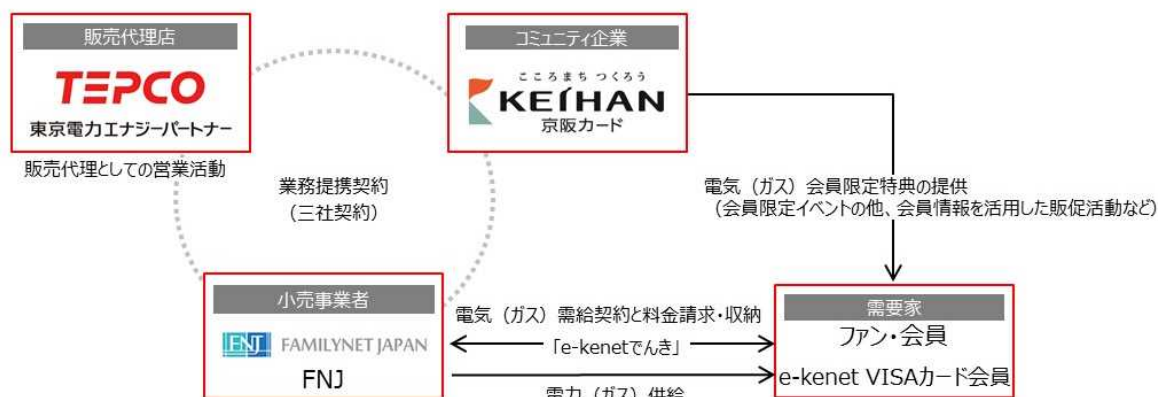 販売代理店
TEPCO
東京電力エナジーパートナー
販売代理としての営業活動
コミュニティ企業
こころまち つくろう
KEIHAN
京阪カード
業務提携契約
（三社契約）
電気（ガス）会員限定特典の提供
（会員限定イベントの他、会員情報を活用した販促活動など）
小売事業者
FNJ FAMILYNET JAPAN
FNJ
電気（ガス）需給契約と料金請求・収納
「e-kenetでんき」
電力（ガス）供給
需要家
ファン・会員
e-kenet VISAカード会員